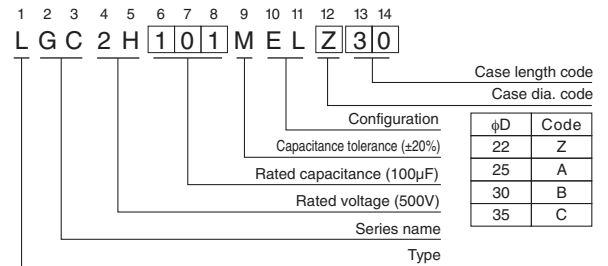 1 2 3 4 5 6 7 8 9 10 11 12 13 14
L G C 2 H 1 0 1 M E L Z 3 0
Case length code
Case dia. code
Configuration
Capacitance tolerance (±20%)
Rated capacitance (100µF)
Rated voltage (500V)
Series name
Type
ϕD Code
22 Z
25 A
30 B
35 C